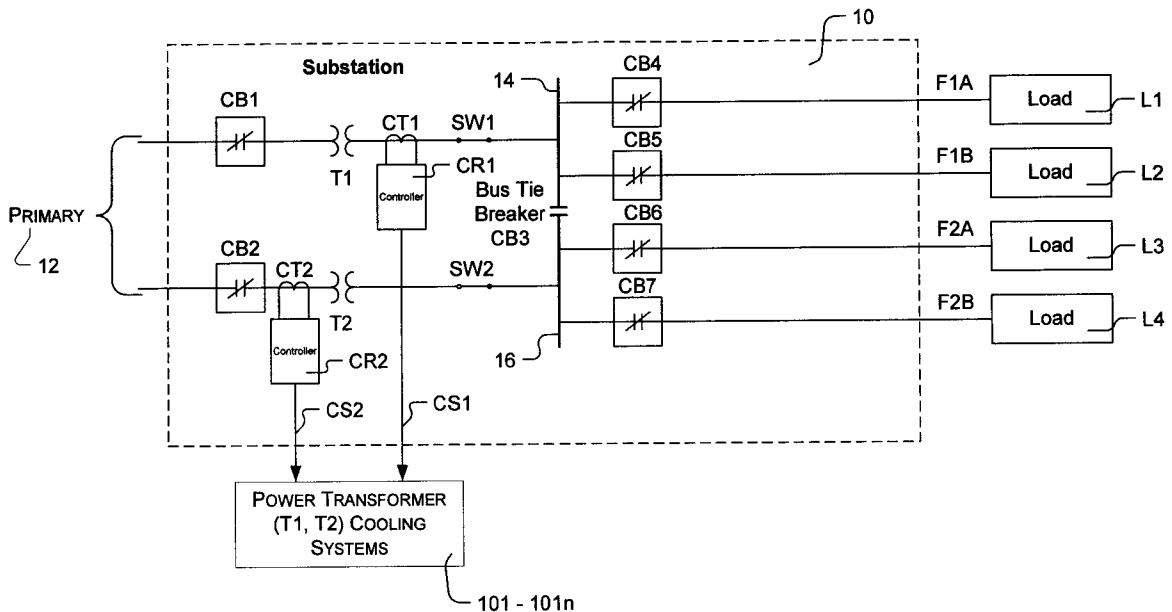 10
Substation
14
CB4
F1A
Load
L1
CB1
CT1
SW1
T1
CR1
Controller
CB5
F1B
Load
L2
Bus Tie
Breaker
CB3
PRIMARY
12
CB6
F2A
Load
L3
CB2
CT2
SW2
T2
CB7
F2B
Load
L4
Controller
CR2
16
CS2
CS1
POWER TRANSFORMER
(T1, T2) COOLING
SYSTEMS
101 - 101n